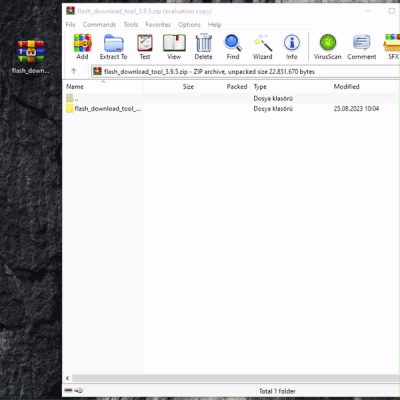 flash_download_tool_3.9.5.zip (evaluation copy)
File Commands Tools Favorites Options Help
Add Extract To Test View Delete Find Wizard Info VirusScan Comment SFX
flash_download_tool_3.9.5.zip - ZIP archive, unpacked size 22.851.670 bytes
Name Size Packed Type Modified
.. Dosya klasörü
flash_download_tool_... Dosya klasörü 25.08.2023 10:04
flash_down...
Total 1 folder